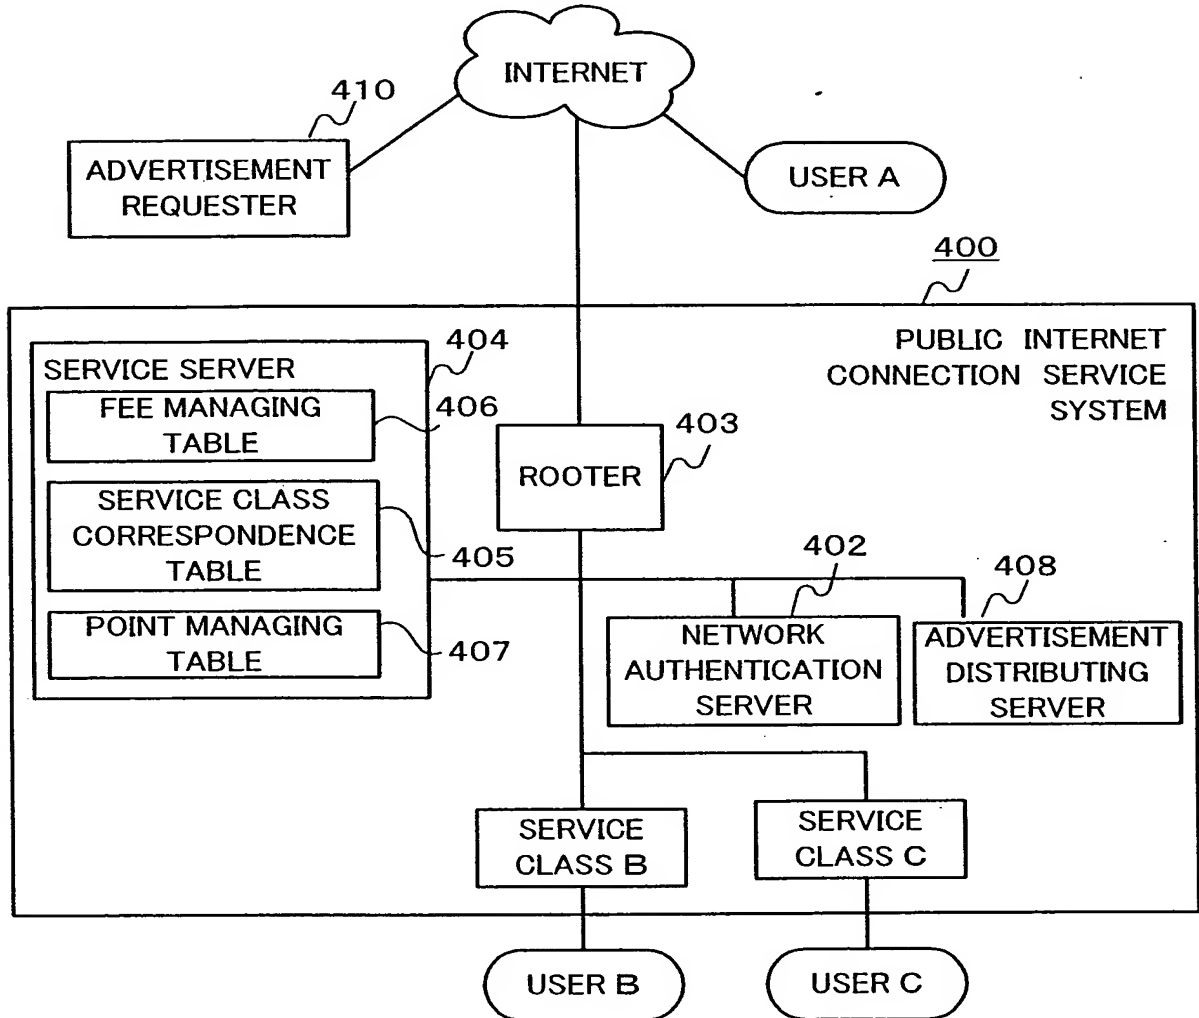 INTERNET
410
ADVERTISEMENT
REQUESTER
USER A
400
PUBLIC INTERNET
CONNECTION SERVICE
SYSTEM
404
SERVICE SERVER
FEE MANAGING
TABLE
406
403
ROOTER
SERVICE CLASS
CORRESPONDENCE
TABLE
405
402
408
POINT MANAGING
TABLE
407
NETWORK
AUTHENTICATION
SERVER
ADVERTISEMENT
DISTRIBUTING
SERVER
SERVICE
CLASS B
SERVICE
CLASS C
USER B
USER C